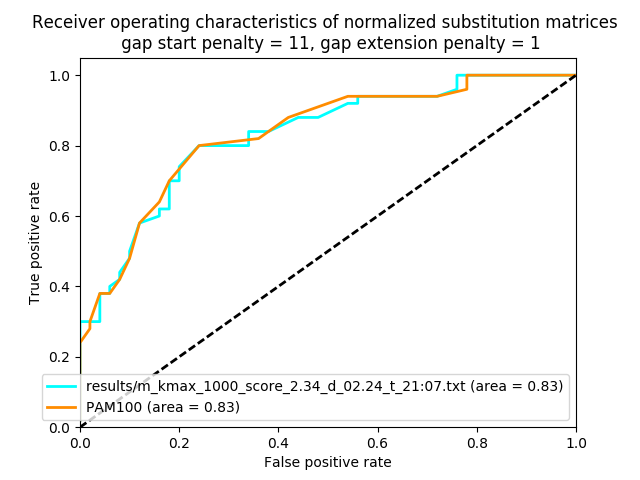 Receiver operating characteristics of normalized substitution matrices
gap start penalty = 11, gap extension penalty = 1
1.0
0.8
0.6
0.4
0.2
0.0
True positive rate
results/m_kmax_1000_score_2.34_d_02.24_t_21:07.txt (area = 0.83)
PAM100 (area = 0.83)
0.0 0.2 0.4 0.6 0.8 1.0
False positive rate